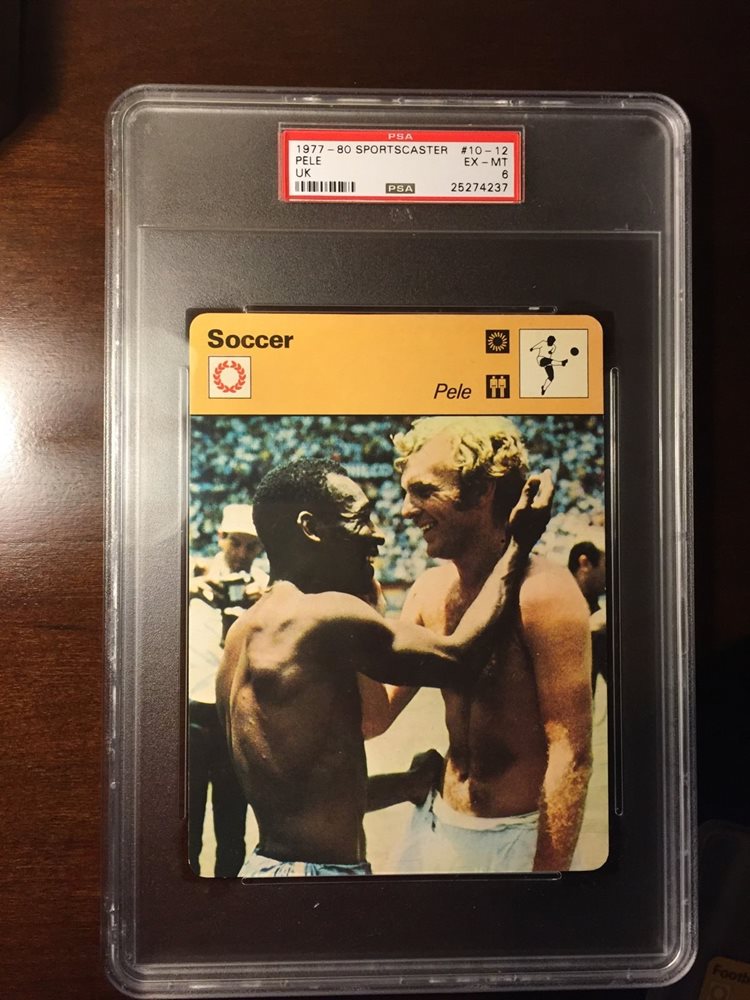 PSA
1977-80 SPORTSCASTER #10-12
PELE EX-MT
UK 6
PSA 25274237
Soccer
Pele